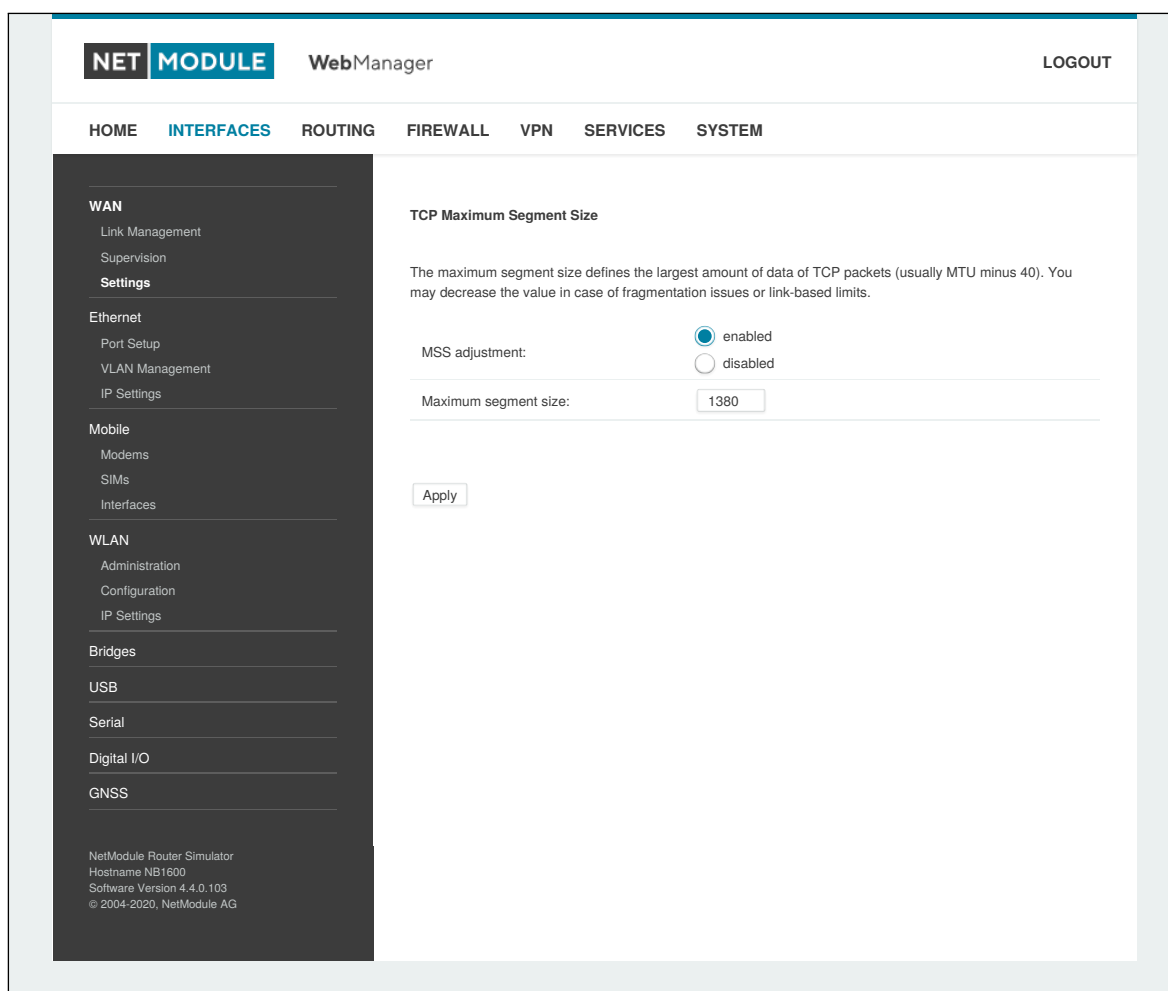 NET MODULE WebManager LOGOUT
HOME INTERFACES ROUTING FIREWALL VPN SERVICES SYSTEM
WAN
Link Management
Supervision
Settings
Ethernet
Port Setup
VLAN Management
IP Settings
Mobile
Modems
SIMs
Interfaces
WLAN
Administration
Configuration
IP Settings
Bridges
USB
Serial
Digital I/O
GNSS
NetModule Router Simulator
Hostname NB1600
Software Version 4.4.0.103
© 2004-2020, NetModule AG
TCP Maximum Segment Size
The maximum segment size defines the largest amount of data of TCP packets (usually MTU minus 40). You
may decrease the value in case of fragmentation issues or link-based limits.
MSS adjustment:
enabled
disabled
Maximum segment size: 1380
Apply